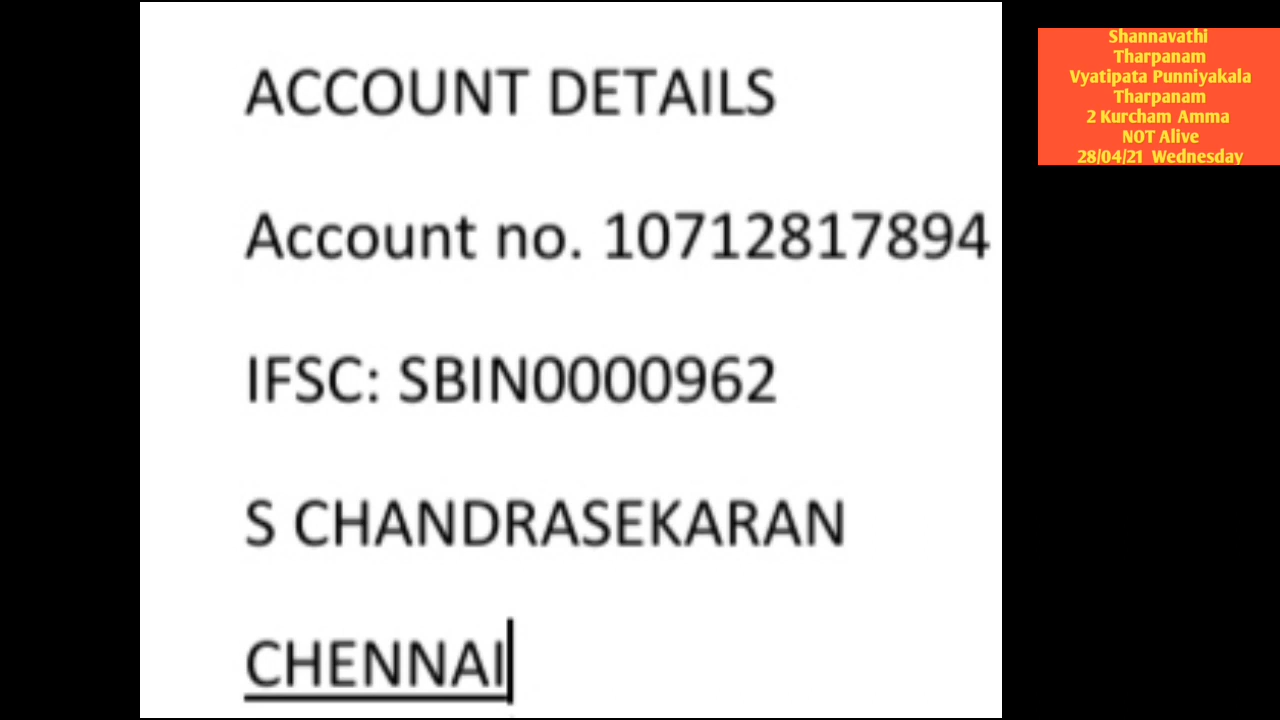 ACCOUNT DETAILS
Account no. 10712817894
IFSC: SBIN0000962
S CHANDRASEKARAN
CHENNAI
Shannavathi
Tharpanam
Vyatipata Punniyakala
Tharpanam
2 Kurcham Amma
NOT Alive
28/04/21 Wednesday